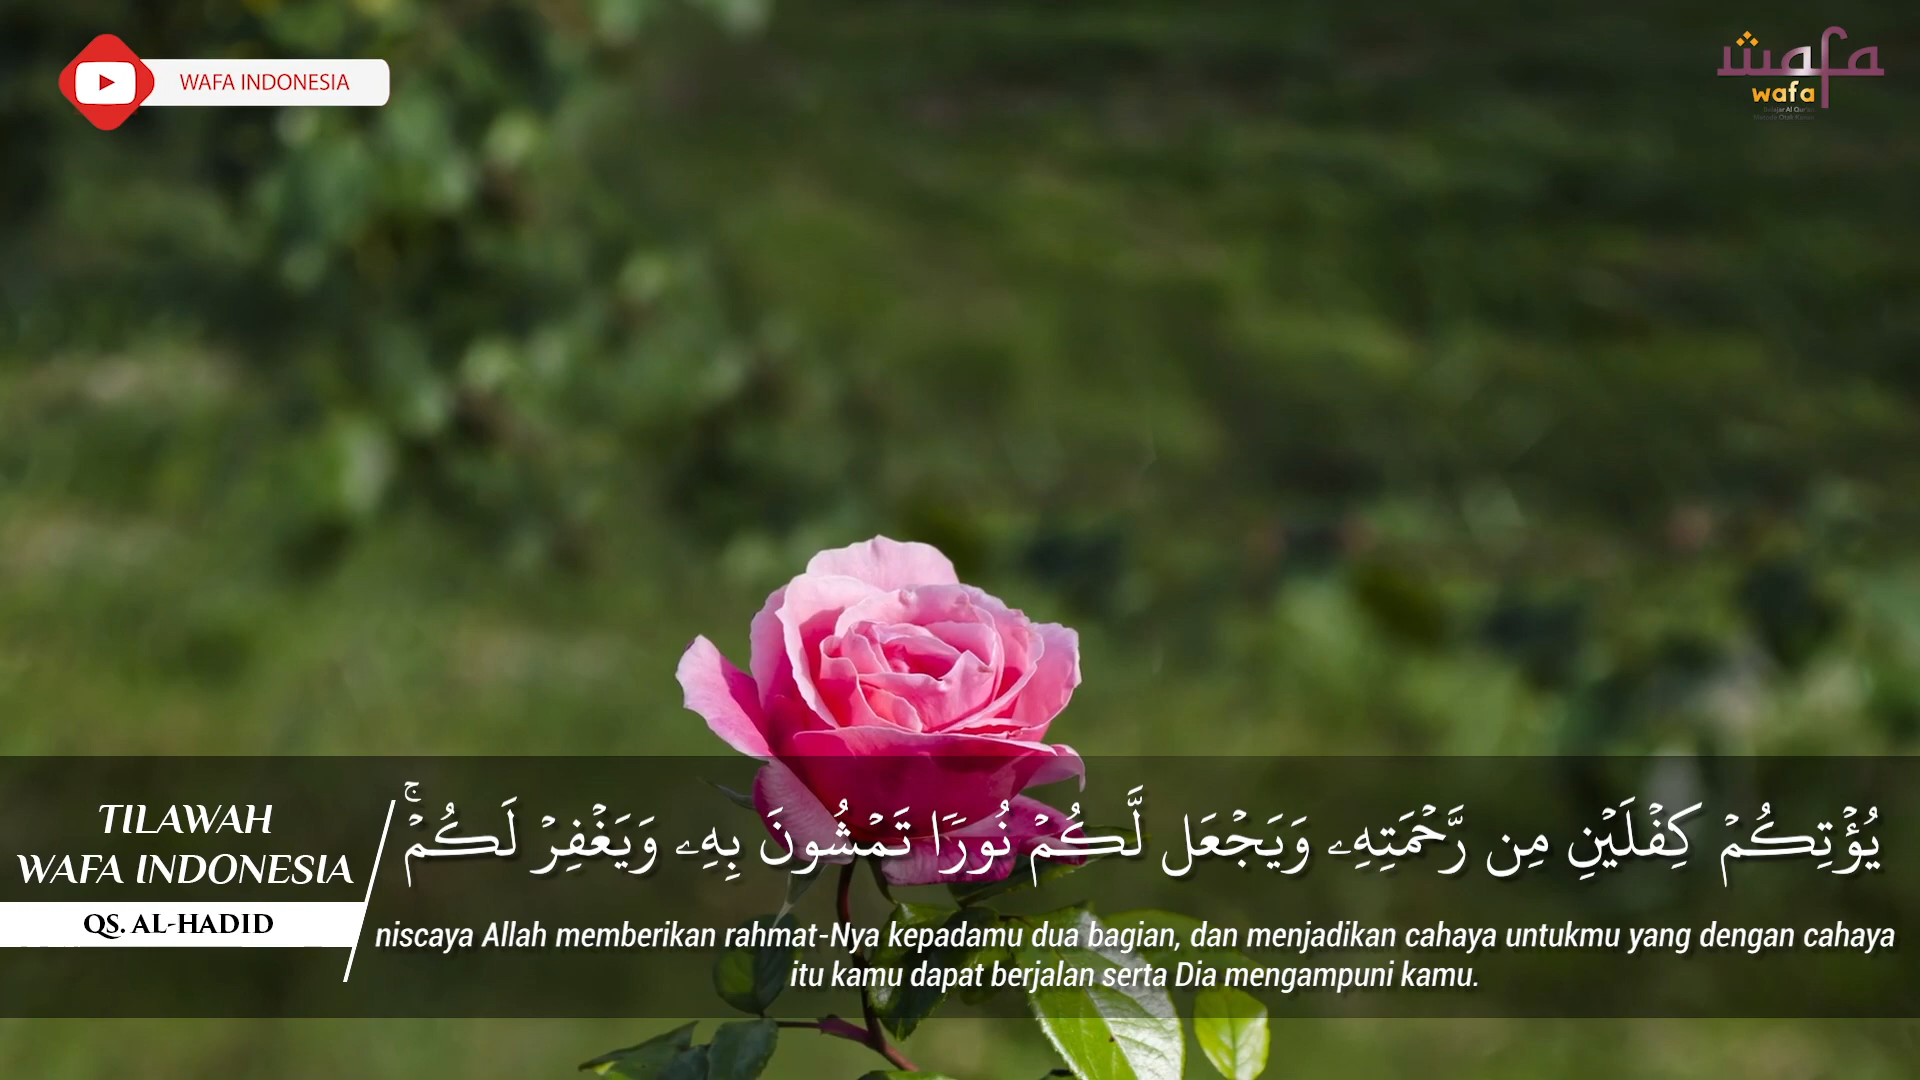 WAFA INDONESIA
wafa
wafa
TILAWAH
WAFA INDONESIA
QS. AL-HADID
يُؤْتِكُمْ كِفْلَيْنِ مِن رَّحْمَتِهِۦ وَيَجْعَل لَّكُمْ نُورًا تَمْشُونَ بِهِۦ وَيَغْفِرْ لَكُمْۚ
niscaya Allah memberikan rahmat-Nya kepadamu dua bagian, dan menjadikan cahaya untukmu yang dengan cahaya
itu kamu dapat berjalan serta Dia mengampuni kamu.